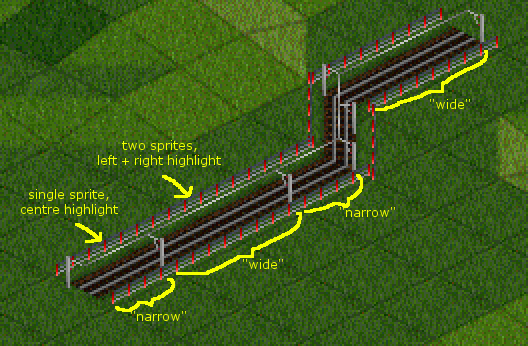 "wide"
two sprites,
left + right highlight
single sprite,
centre highlight
"narrow"
"wide"
"narrow"